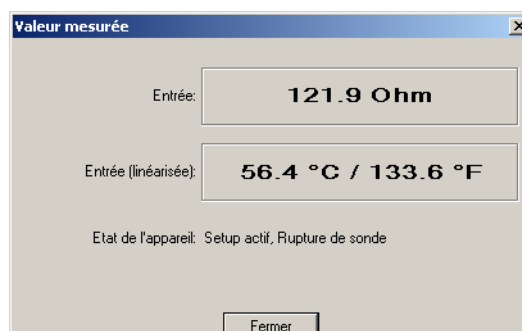 Valeur mesurée
Entrée: 121.9 Ohm
Entrée (linéarisée): 56.4 °C / 133.6 °F
Etat de l'appareil: Setup actif, Rupture de sonde
Fermer